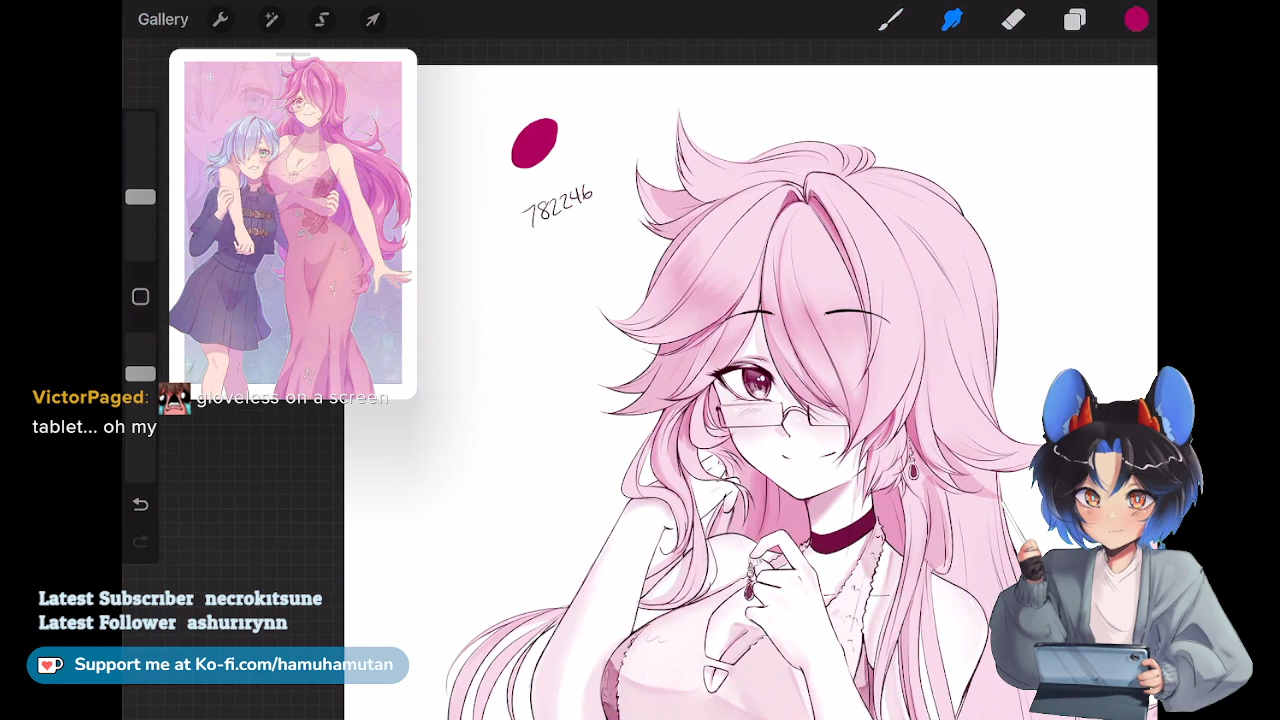 Gallery
782246
VictorPaged: gloveless on a screen
tablet... oh my
Latest Subscriber necrokitsune
Latest Follower ashurirynn
Support me at Ko-fi.com/hamuhamutan